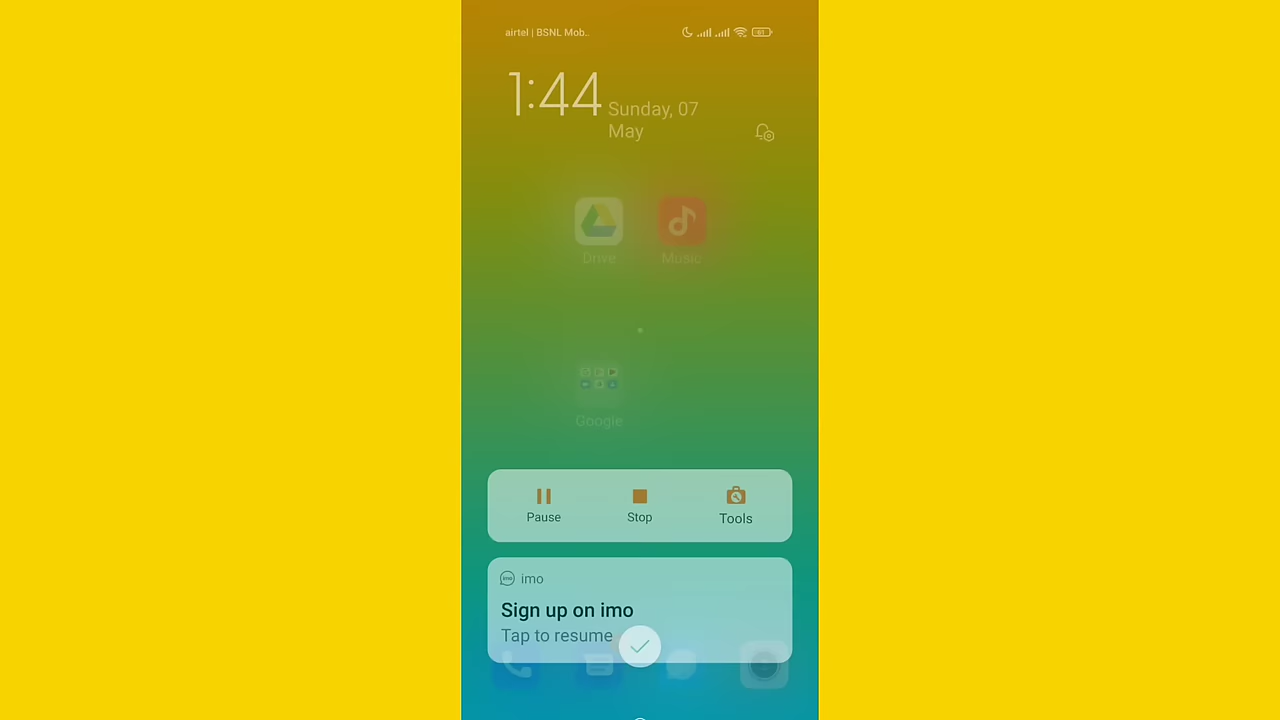 airtel | BSNL Mob..
1:44
Sunday, 07
May
Drive
Music
Google
Pause
Stop
Tools
imo
Sign up on imo
Tap to resume